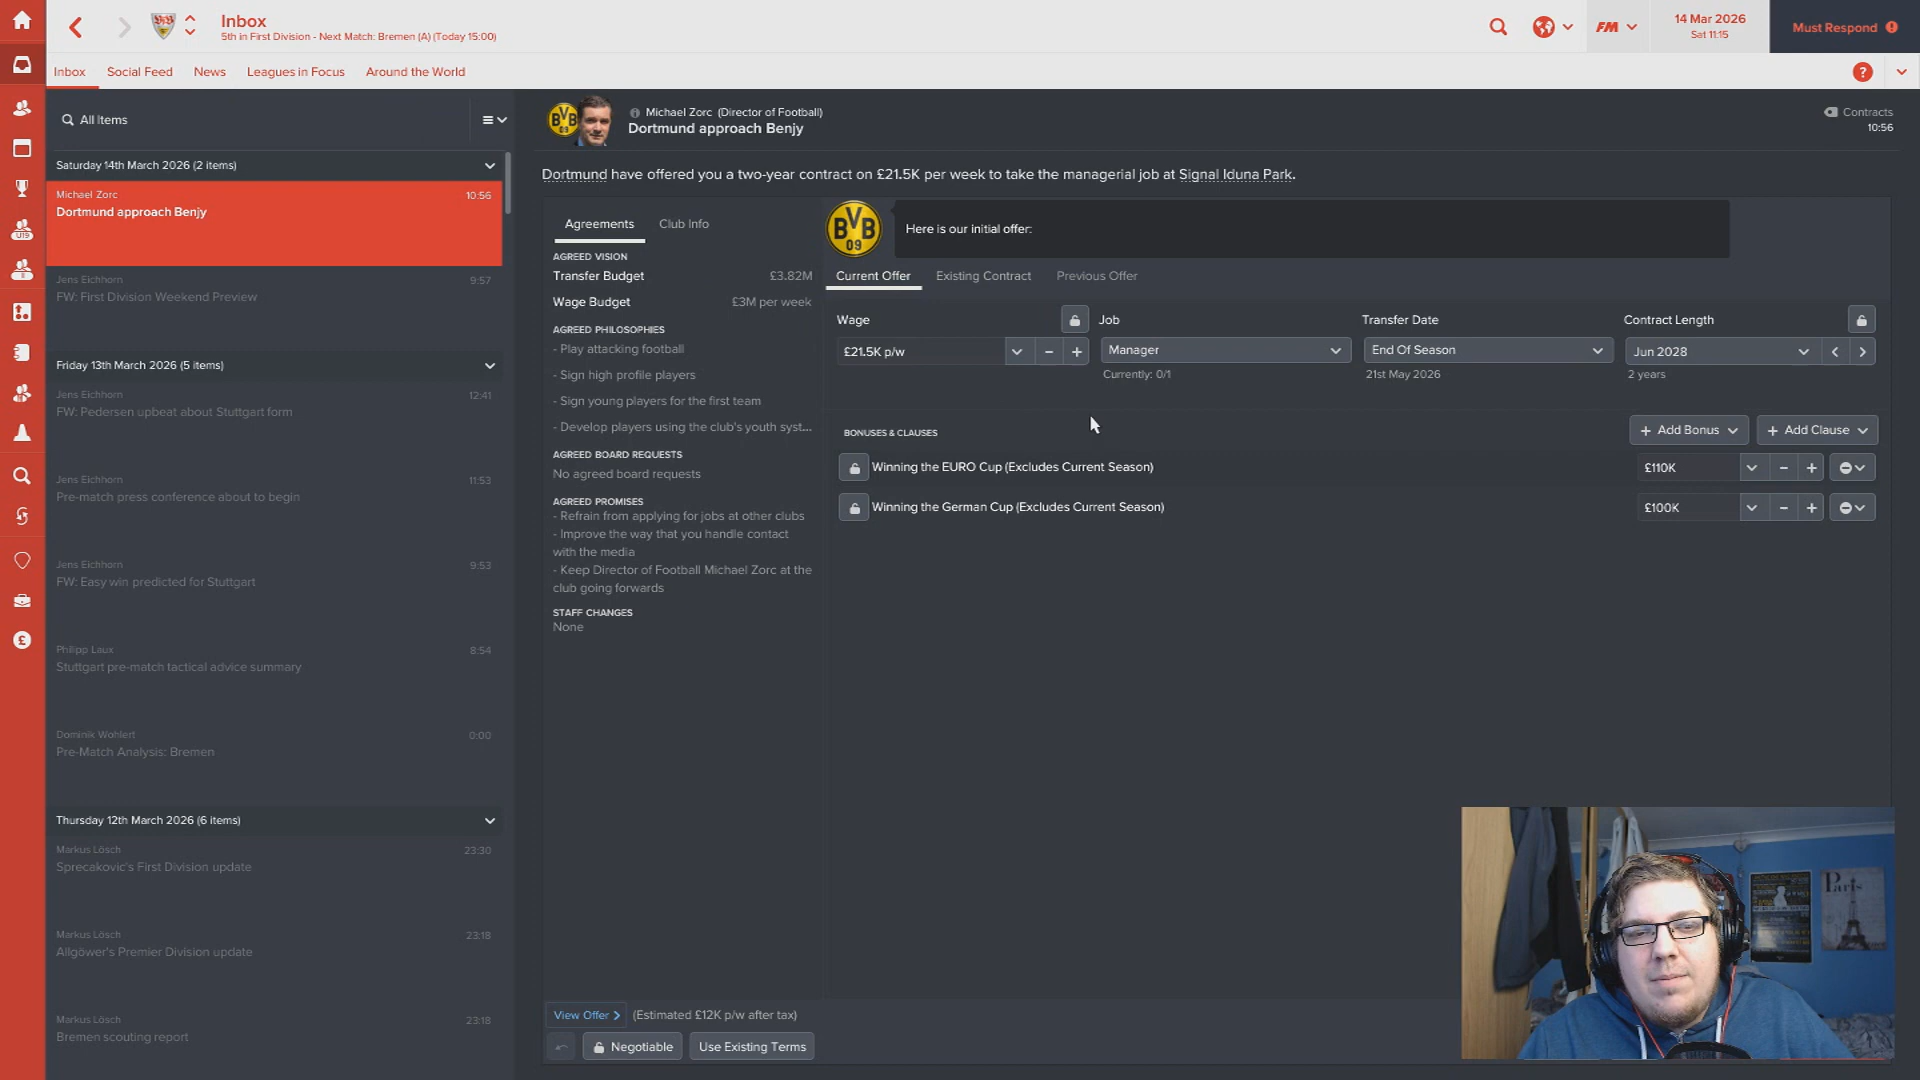 Inbox
5th in First Division - Next Match: Bremen (A) (Today 15:00)
FM
14 Mar 2026
Sat 11:15
Must Respond
Inbox
Social Feed
News
Leagues in Focus
Around the World
?
All Items
Saturday 14th March 2026 (2 items)
Michael Zorc
10:56
Dortmund approach Benjy
Jens Eichhorn
9:57
FW: First Division Weekend Preview
Friday 13th March 2026 (5 items)
Jens Eichhorn
12:41
FW: Pedersen upbeat about Stuttgart form
Jens Eichhorn
11:53
Pre-match press conference about to begin
Jens Eichhorn
9:53
FW: Easy win predicted for Stuttgart
Philipp Laux
8:54
Stuttgart pre-match tactical advice summary
Dominik Wohlert
0:00
Pre-Match Analysis: Bremen
Thursday 12th March 2026 (6 items)
Markus Lösch
23:30
Sprecakovic's First Division update
Markus Lösch
23:18
Allgöwer's Premier Division update
Markus Lösch
23:18
Bremen scouting report
U19
BVB
09
Michael Zorc (Director of Football)
Dortmund approach Benjy
Contracts
10:56
Dortmund have offered you a two-year contract on £21.5K per week to take the managerial job at Signal Iduna Park.
Agreements
Club Info
AGREED VISION
Transfer Budget
£3.82M
Wage Budget
£3M per week
AGREED PHILOSOPHIES
- Play attacking football
- Sign high profile players
- Sign young players for the first team
- Develop players using the club's youth syst...
AGREED BOARD REQUESTS
No agreed board requests
AGREED PROMISES
- Refrain from applying for jobs at other clubs
- Improve the way that you handle contact
with the media
- Keep Director of Football Michael Zorc at the
club going forwards
STAFF CHANGES
None
BVB
09
Here is our initial offer:
Current Offer
Existing Contract
Previous Offer
Wage
Job
Transfer Date
Contract Length
£21.5K p/w
Manager
End Of Season
Jun 2028
Currently: 0/1
21st May 2026
2 years
BONUSES & CLAUSES
+ Add Bonus
+ Add Clause
Winning the EURO Cup (Excludes Current Season)
£110K
Winning the German Cup (Excludes Current Season)
£100K
View Offer >
(Estimated £12K p/w after tax)
Negotiable
Use Existing Terms
Paris